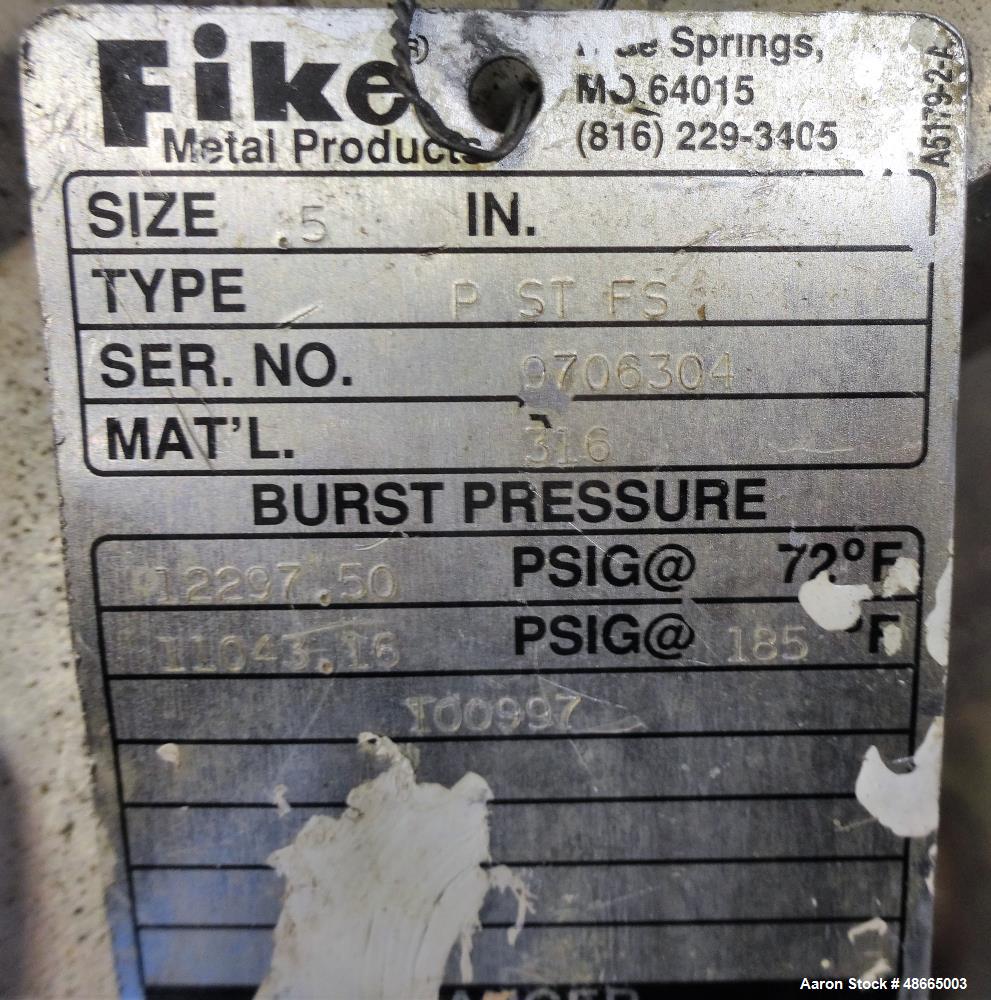 Fike®
Metal Products
Springs,
MO 64015
(816) 229-3405
A5179-2-A
SIZE .5 IN.
TYPE P ST FS
SER. NO. 9706304
MAT'L. 316
BURST PRESSURE
12297.50 PSIG@ 72°F
11043.16 PSIG@ 185 °F
T00997
Aaron Stock # 48665003